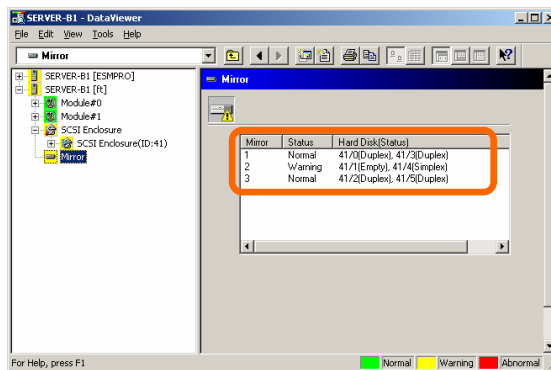 SERVER-B1 - DataViewer
File Edit View Tools Help
Mirror
SERVER-B1 [ESMPRO]
SERVER-B1 [ft]
Module#0
Module#1
SCSI Enclosure
SCSI Enclosure(ID:41)
Mirror
Mirror
Mirror Status Hard Disk(Status)
1 Normal 41/0(Duplex), 41/3(Duplex)
2 Warning 41/1(Empty), 41/4(Simplex)
3 Normal 41/2(Duplex), 41/5(Duplex)
For Help, press F1 Normal Warning Abnormal